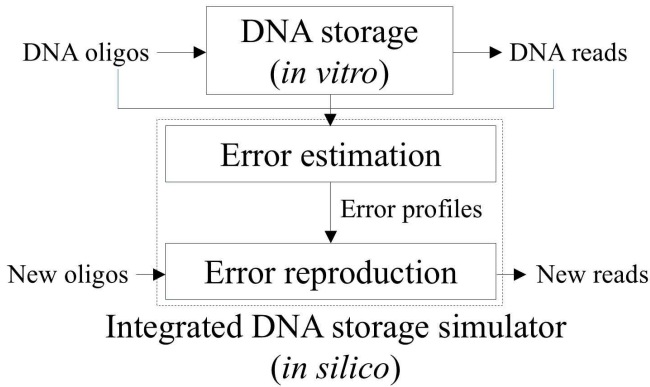 DNA storage
DNA oligos
DNA reads
(in vitro)
Error estimation
Error profiles
New oligos
Error reproduction
New reads
Integrated DNA storage simulator
(in silico)